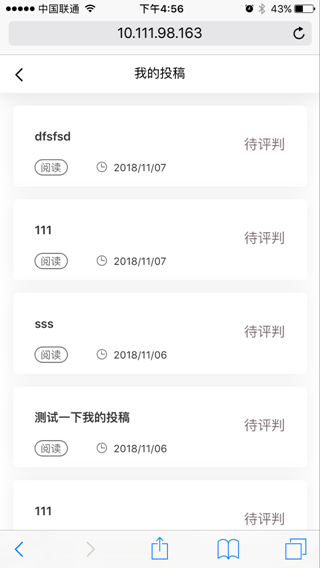 中国联通 下午4:56 43%
10.111.98.163
我的投稿
dfsfsd
待评判
阅读 2018/11/07
111
待评判
阅读 2018/11/07
sss
待评判
阅读 2018/11/06
测试一下我的投稿
待评判
阅读 2018/11/06
111
待评判